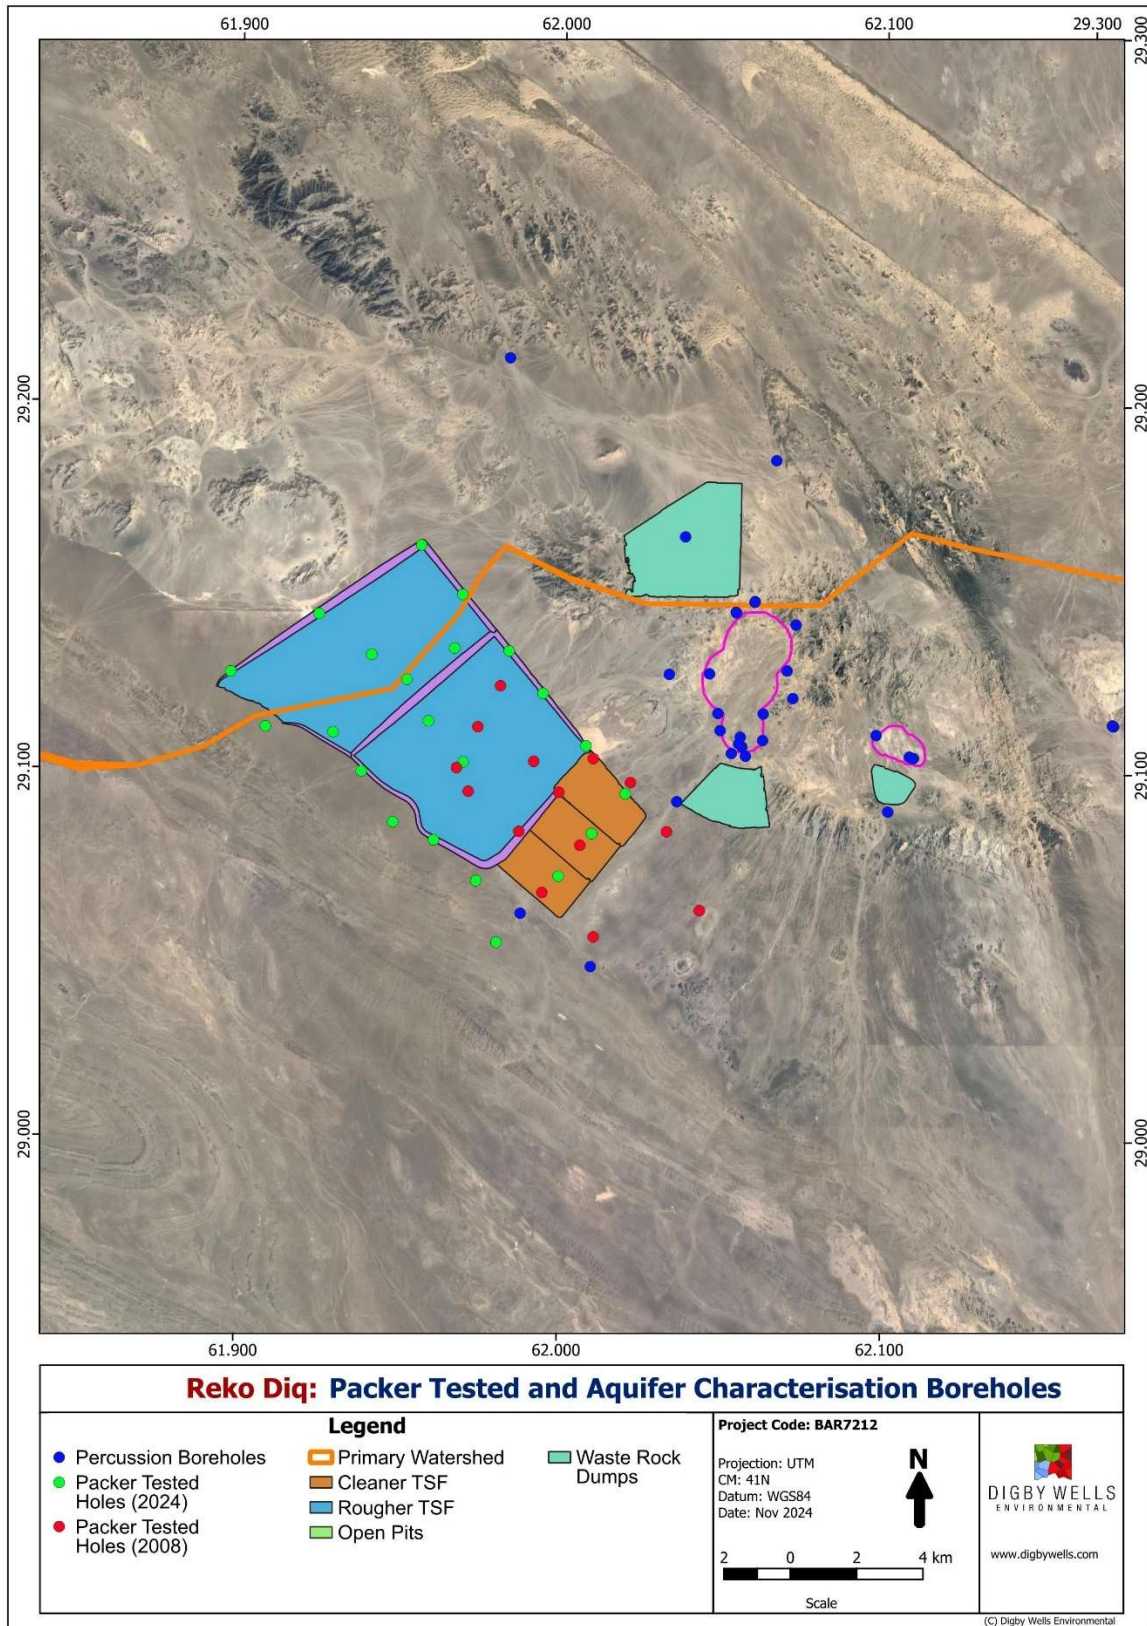 61.900 62.000 62.100 29.300
29.300
29.200 29.200
29.100 29.100
29.000 29.000
61.900 62.000 62.100
Reko Diq: Packer Tested and Aquifer Characterisation Boreholes
Legend
Percussion Boreholes
Packer Tested
Holes (2024)
Packer Tested
Holes (2008)
Primary Watershed
Cleaner TSF
Rougher TSF
Open Pits
Waste Rock
Dumps
Project Code: BAR7212
Projection: UTM
CM: 41N
Datum: WGS84
Date: Nov 2024
N
2 0 2 4 km
Scale
DIGBY WELLS
ENVIRONMENTAL
www.digbywells.com
(C) Digby Wells Environmental